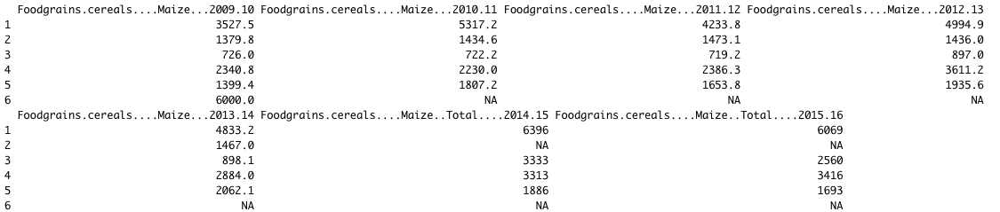 Foodgrains.cereals....Maize...2009.10 Foodgrains.cereals....Maize...2010.11 Foodgrains.cereals....Maize...2011.12 Foodgrains.cereals....Maize...2012.13
1 3527.5 5317.2 4233.8 4994.9
2 1379.8 1434.6 1473.1 1436.0
3 726.0 722.2 719.2 897.0
4 2340.8 2230.0 2386.3 3611.2
5 1399.4 1807.2 1653.8 1935.6
6 6000.0 NA NA NA
Foodgrains.cereals....Maize...2013.14 Foodgrains.cereals....Maize..Total....2014.15 Foodgrains.cereals....Maize..Total....2015.16
1 4833.2 6396 6069
2 1467.0 NA NA
3 898.1 3333 2560
4 2884.0 3313 3416
5 2062.1 1886 1693
6 NA NA NA